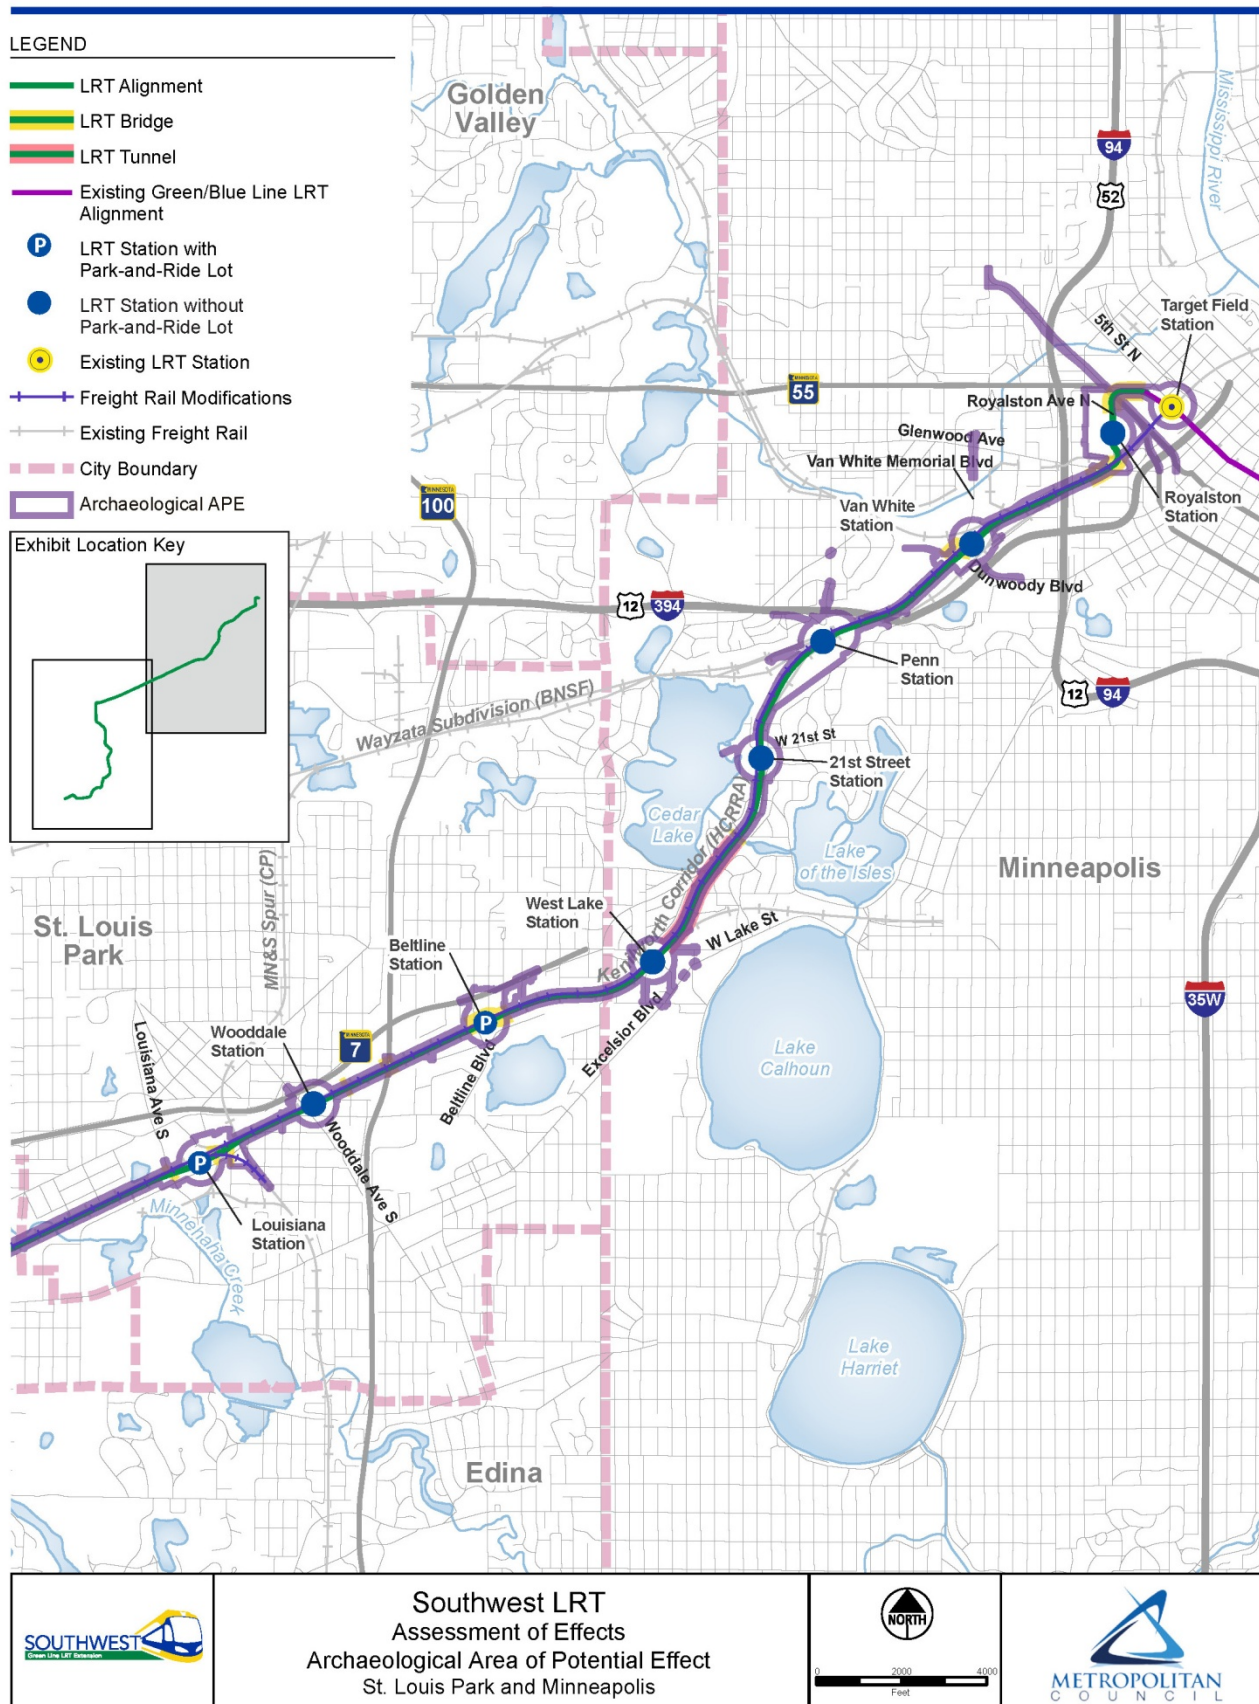 LEGEND
LRT Alignment
LRT Bridge
LRT Tunnel
Existing Green/Blue Line LRT
Alignment
P
LRT Station with
Park-and-Ride Lot
LRT Station without
Park-and-Ride Lot
Existing LRT Station
Freight Rail Modifications
Existing Freight Rail
City Boundary
Archaeological APE
Exhibit Location Key
Golden
Valley
Mississippi River
94
52
Target Field
Station
5th St N
MINNESOTA
55
Royalston Ave N
Glenwood Ave
Van White Memorial Blvd
Van White
Station
Royalston
Station
MINNESOTA
100
Dunwoody Blvd
12
394
Penn
Station
12
94
Wayzata Subdivision (BNSF)
W 21st St
21st Street
Station
Cedar
Lake
Kenilworth Corridor (HCRRA)
Lake
of the Isles
Minneapolis
MN&S Spur (CP)
St. Louis
Park
West Lake
Station
W Lake St
Beltline
Station
P
Excelsior Blvd
35W
Louisiana Ave S
Wooddale
Station
MINNESOTA
7
Beltline Blvd
Lake
Calhoun
P
Wooddale Ave S
Minnehaha Creek
Louisiana
Station
Lake
Harriet
Edina
SOUTHWEST
Green Line LRT Extension
Southwest LRT
Assessment of Effects
Archaeological Area of Potential Effect
St. Louis Park and Minneapolis
NORTH
0 2000 4000
Feet
METROPOLITAN
COUNCIL